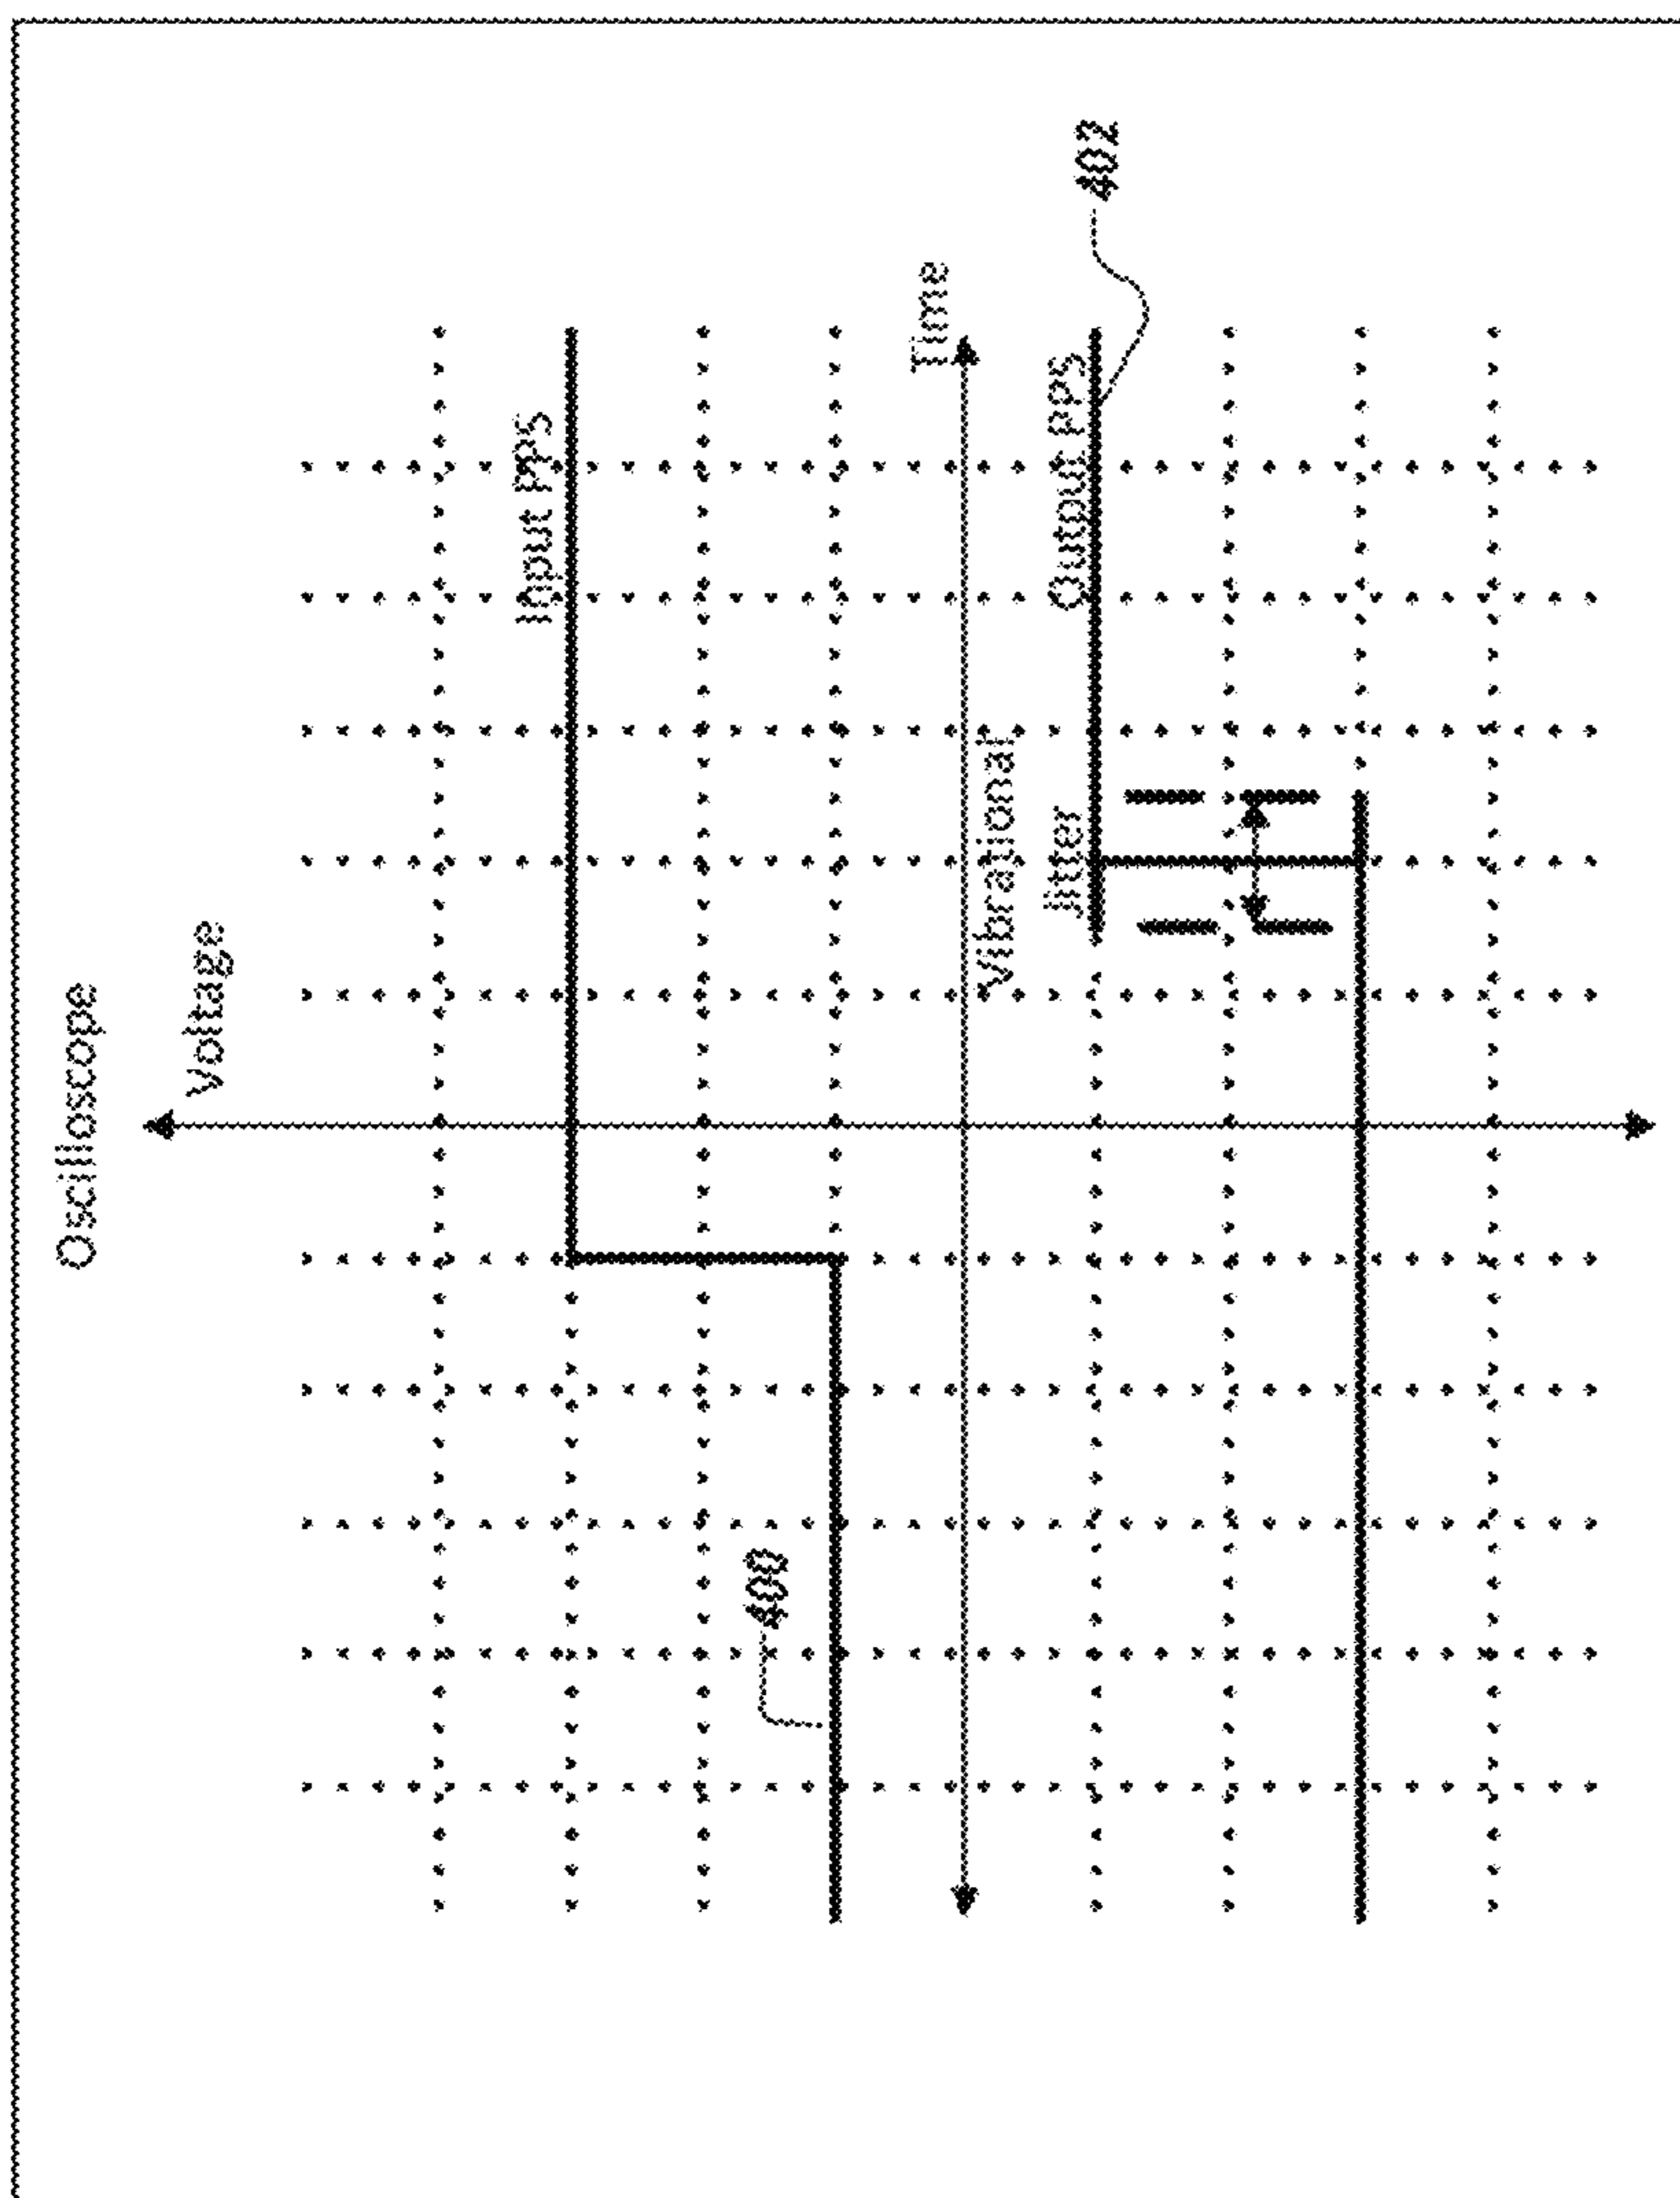 Oscilloscope
Voltage
Input PPS
400
Time
Vibrational
Jitter
Output PPS
402